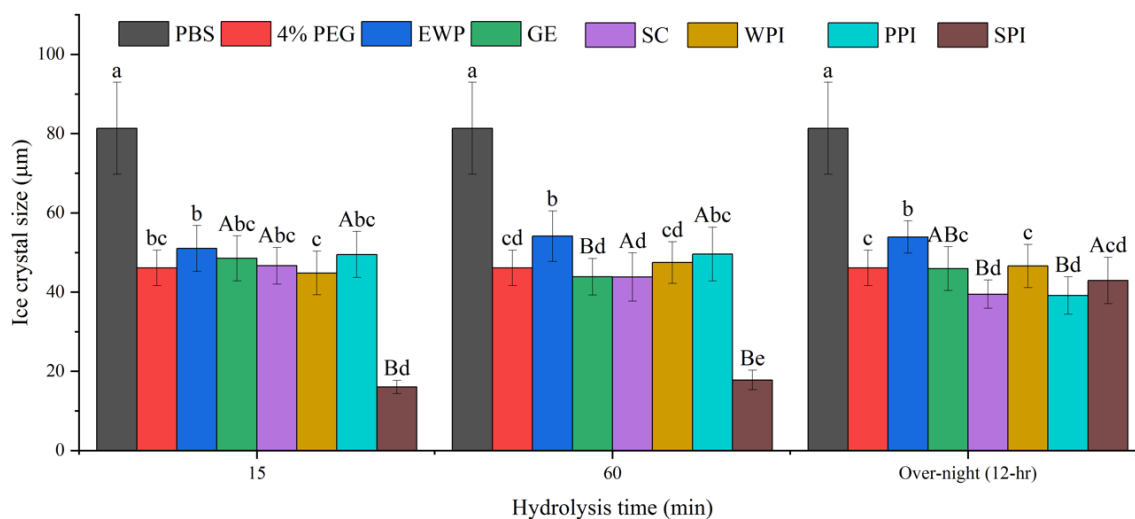 PBS 4% PEG EWP GE SC WPI PPI SPI
100
80
60
40
20
0
Ice crystal size (µm)
a bc b Abc Abc c Abc Bd
a cd b Bd Ad cd Abc Be
a c b ABc Bd c Bd Acd
15 60 Over-night (12-hr)
Hydrolysis time (min)